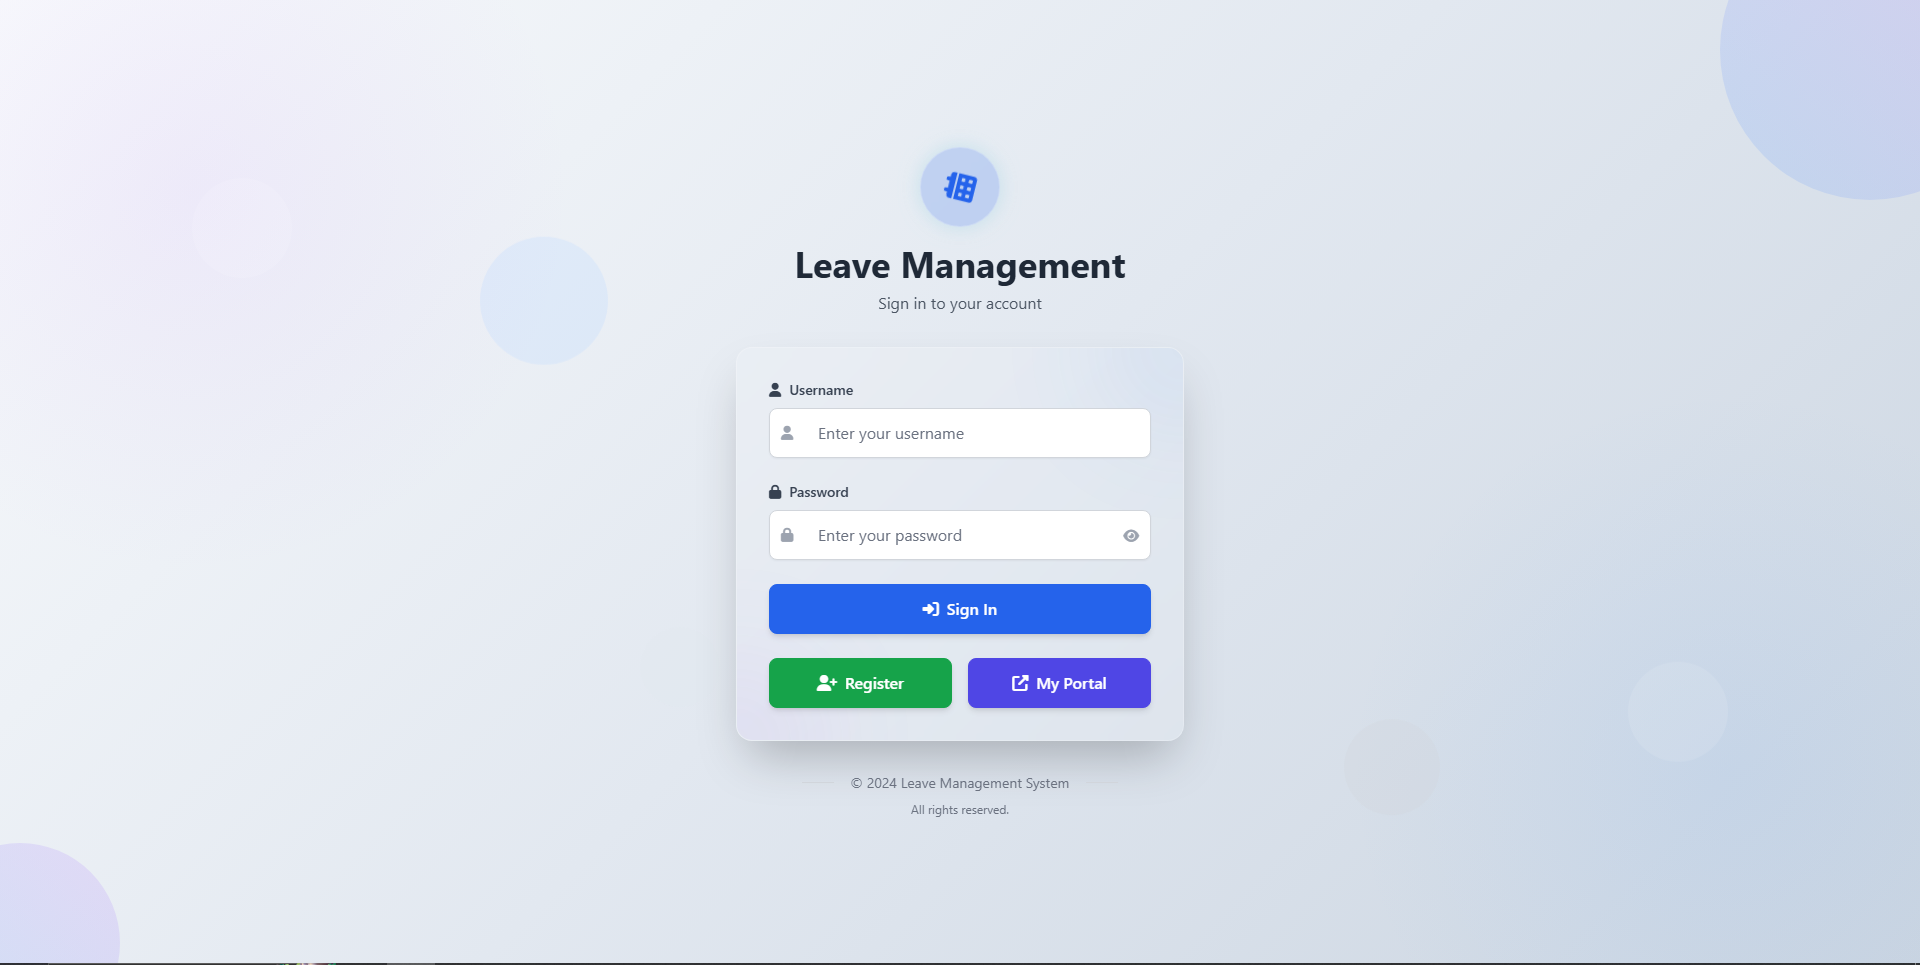 Leave Management
Sign in to your account
Username
Enter your username
Password
Enter your password
Sign In
Register
My Portal
© 2024 Leave Management System
All rights reserved.